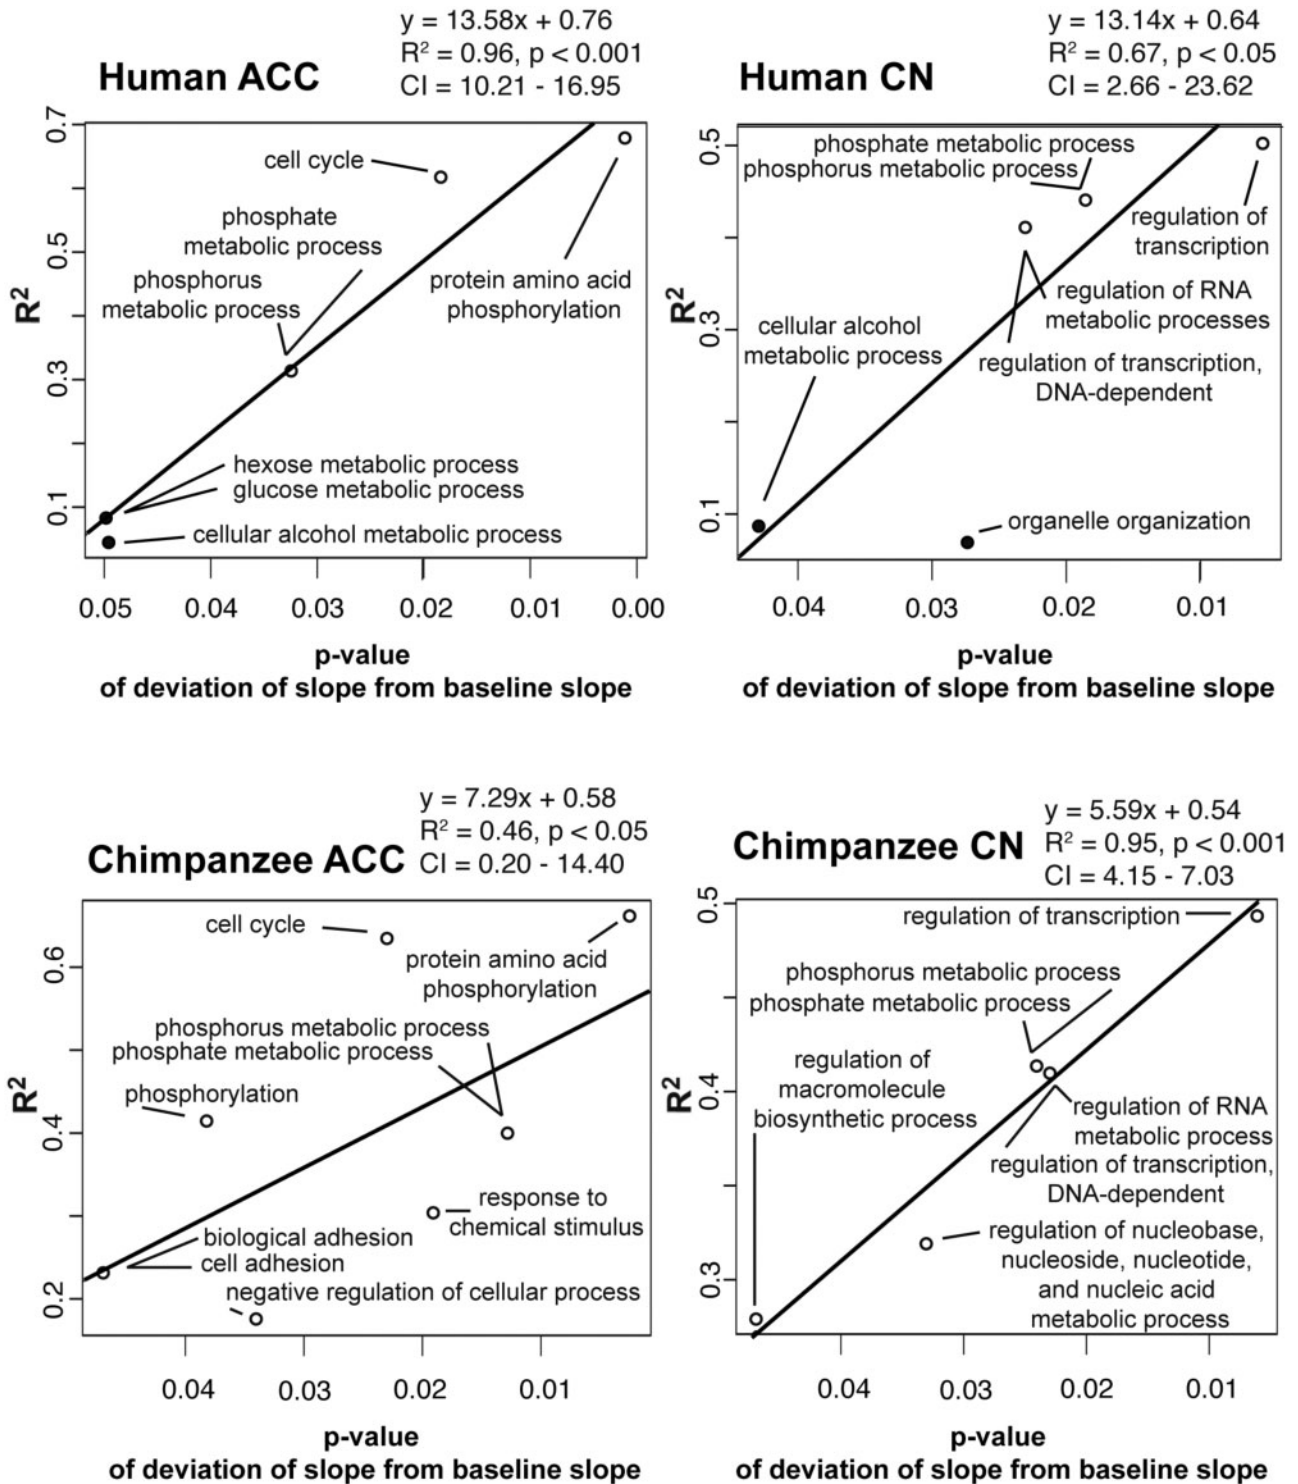 Human ACC
y = 13.58x + 0.76
R² = 0.96, p < 0.001
CI = 10.21 - 16.95
R²
0.7
0.5
0.3
0.1
cell cycle
phosphate
metabolic process
phosphorus
metabolic process
protein amino acid
phosphorylation
hexose metabolic process
glucose metabolic process
cellular alcohol metabolic process
0.05 0.04 0.03 0.02 0.01 0.00
p-value
of deviation of slope from baseline slope
Human CN
y = 13.14x + 0.64
R² = 0.67, p < 0.05
CI = 2.66 - 23.62
R²
0.5
0.3
0.1
phosphate metabolic process
phosphorus metabolic process
regulation of
transcription
regulation of RNA
metabolic processes
cellular alcohol
metabolic process
regulation of transcription,
DNA-dependent
organelle organization
0.04 0.03 0.02 0.01
p-value
of deviation of slope from baseline slope
Chimpanzee ACC
y = 7.29x + 0.58
R² = 0.46, p < 0.05
CI = 0.20 - 14.40
R²
0.6
0.4
0.2
cell cycle
protein amino acid
phosphorylation
phosphorus metabolic process
phosphate metabolic process
phosphorylation
response to
chemical stimulus
biological adhesion
cell adhesion
negative regulation of cellular process
0.04 0.03 0.02 0.01
p-value
of deviation of slope from baseline slope
Chimpanzee CN
y = 5.59x + 0.54
R² = 0.95, p < 0.001
CI = 4.15 - 7.03
R²
0.5
0.4
0.3
regulation of transcription
phosphorus metabolic process
phosphate metabolic process
regulation of
macromolecule
biosynthetic process
regulation of RNA
metabolic process
regulation of transcription,
DNA-dependent
regulation of nucleobase,
nucleoside, nucleotide,
and nucleic acid
metabolic process
0.04 0.03 0.02 0.01
p-value
of deviation of slope from baseline slope